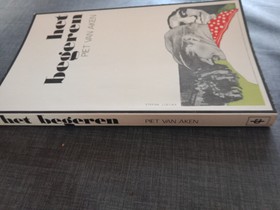 het
begeren
PIET VAN AKEN
het begeren PIET VAN AKEN